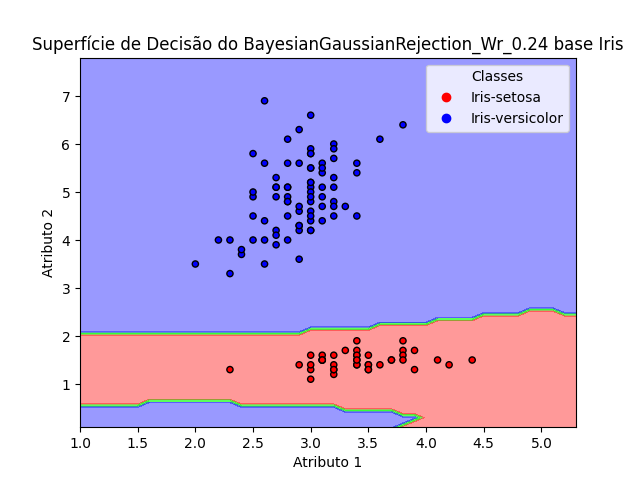 Superfície de Decisão do BayesianGaussianRejection_Wr_0.24 base Iris
Classes
Iris-setosa
Iris-versicolor
Atributo 2
7
6
5
4
3
2
1
1.0 1.5 2.0 2.5 3.0 3.5 4.0 4.5 5.0
Atributo 1